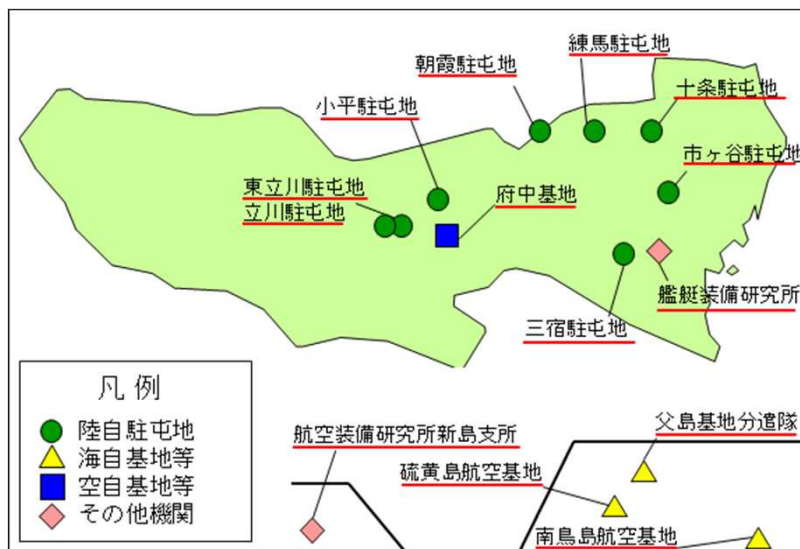 練馬駐屯地
朝霞駐屯地
十条駐屯地
小平駐屯地
市ヶ谷駐屯地
東立川駐屯地
立川駐屯地
府中基地
艦艇装備研究所
三宿駐屯地
凡例
陸自駐屯地
海自基地等
空自基地等
その他機関
航空装備研究所新島支所
父島基地分遣隊
硫黄島航空基地
南鳥島航空基地